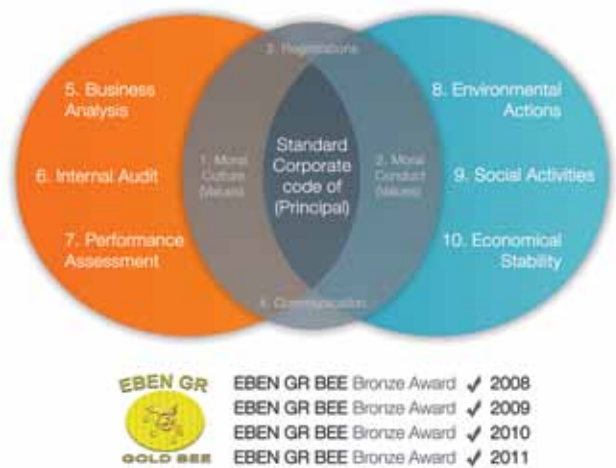 3. Registrations
5. Business
Analysis
8. Environmental
Actions
Standard
Corporate
code of
(Principal)
1. Moral
Culture
(Values)
2. Moral
Conduct
(Values)
6. Internal Audit
9. Social Activities
7. Performance
Assessment
10. Economical
Stability
4. Communication
EBEN GR
GOLD BEE
EBEN GR BEE Bronze Award ✓ 2008
EBEN GR BEE Bronze Award ✓ 2009
EBEN GR BEE Bronze Award ✓ 2010
EBEN GR BEE Bronze Award ✓ 2011